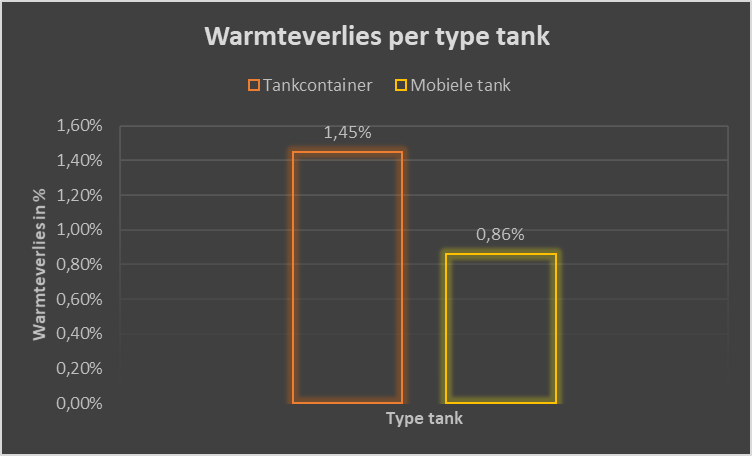 Warmteverlies per type tank
Tankcontainer Mobiele tank
1,60%
1,40%
1,20%
1,00%
0,80%
0,60%
0,40%
0,20%
0,00%
Warmteverlies in %
1,45%
0,86%
Type tank